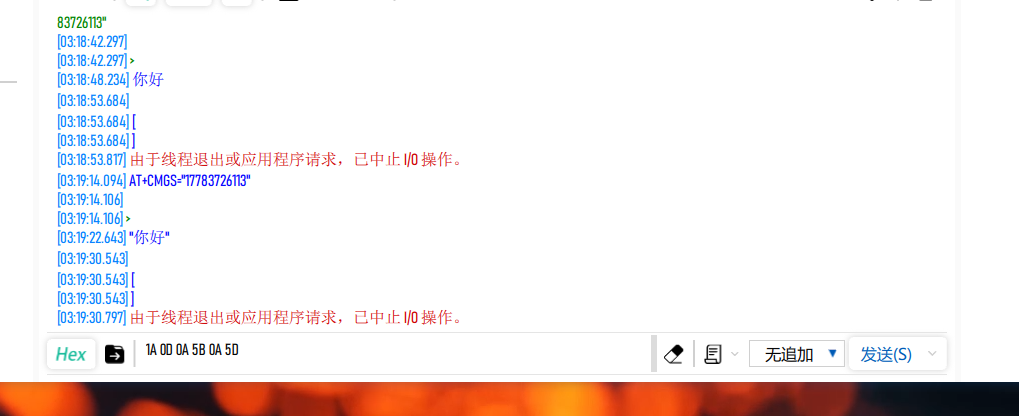 83726113"
[03:18:42.297]
[03:18:42.297] >
[03:18:48.234] 你好
[03:18:53.684]
[03:18:53.684] [
[03:18:53.684] ]
[03:18:53.817] 由于线程退出或应用程序请求，已中止 I/O 操作。
[03:19:14.094] AT+CMGS="17783726113"
[03:19:14.106]
[03:19:14.106] >
[03:19:22.643] "你好"
[03:19:30.543]
[03:19:30.543] [
[03:19:30.543] ]
[03:19:30.797] 由于线程退出或应用程序请求，已中止 I/O 操作。
Hex 1A 0D 0A 5B 0A 5D 无追加 发送(S)